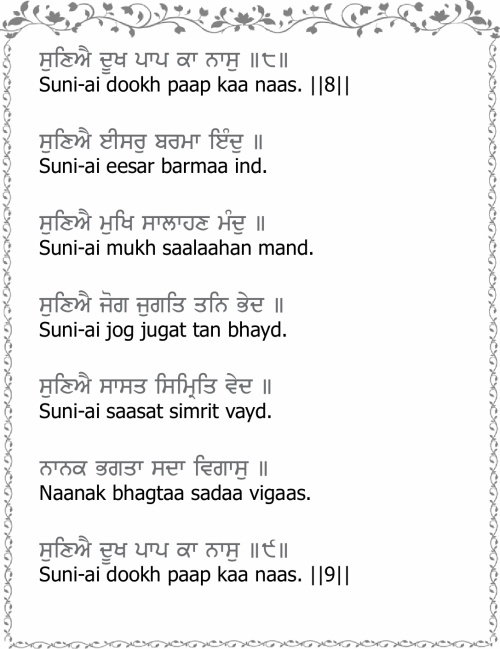 ਸੁਣਿਐ ਦੂਖ ਪਾਪ ਕਾ ਨਾਸੁ ॥੮॥
Suni-ai dookh paap kaa naas. ||8||
ਸੁਣਿਐ ਈਸਰੁ ਬਰਮਾ ਇੰਦੁ ॥
Suni-ai eesar barmaa ind.
ਸੁਣਿਐ ਮੁਖਿ ਸਾਲਾਹਣ ਮੰਦੁ ॥
Suni-ai mukh saalaahan mand.
ਸੁਣਿਐ ਜੋਗ ਜੁਗਤਿ ਤਨਿ ਭੇਦ ॥
Suni-ai jog jugat tan bhayd.
ਸੁਣਿਐ ਸਾਸਤ ਸਿਮ੍ਰਿਤਿ ਵੇਦ ॥
Suni-ai saasat simrit vayd.
ਨਾਨਕ ਭਗਤਾ ਸਦਾ ਵਿਗਾਸੁ ॥
Naanak bhagtaa sadaa vigaas.
ਸੁਣਿਐ ਦੂਖ ਪਾਪ ਕਾ ਨਾਸੁ ॥੯॥
Suni-ai dookh paap kaa naas. ||9||